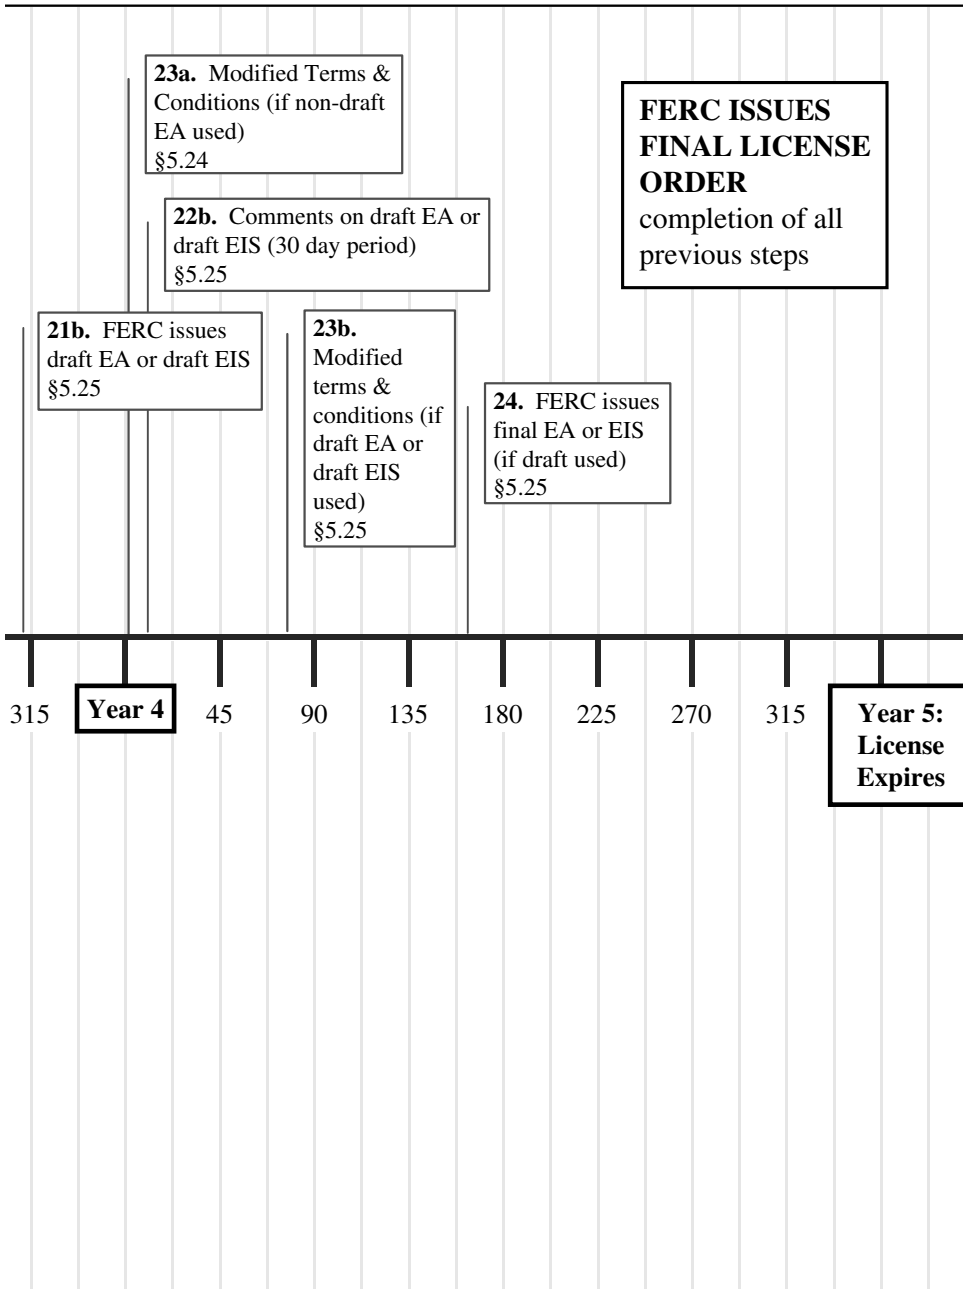 23a. Modified Terms &
Conditions (if non-draft
EA used)
§5.24
FERC ISSUES
FINAL LICENSE
ORDER
completion of all
previous steps
22b. Comments on draft EA or
draft EIS (30 day period)
§5.25
21b. FERC issues
draft EA or draft EIS
§5.25
23b.
Modified
terms &
conditions (if
draft EA or
draft EIS
used)
§5.25
24. FERC issues
final EA or EIS
(if draft used)
§5.25
315
Year 4
45
90
135
180
225
270
315
Year 5:
License
Expires